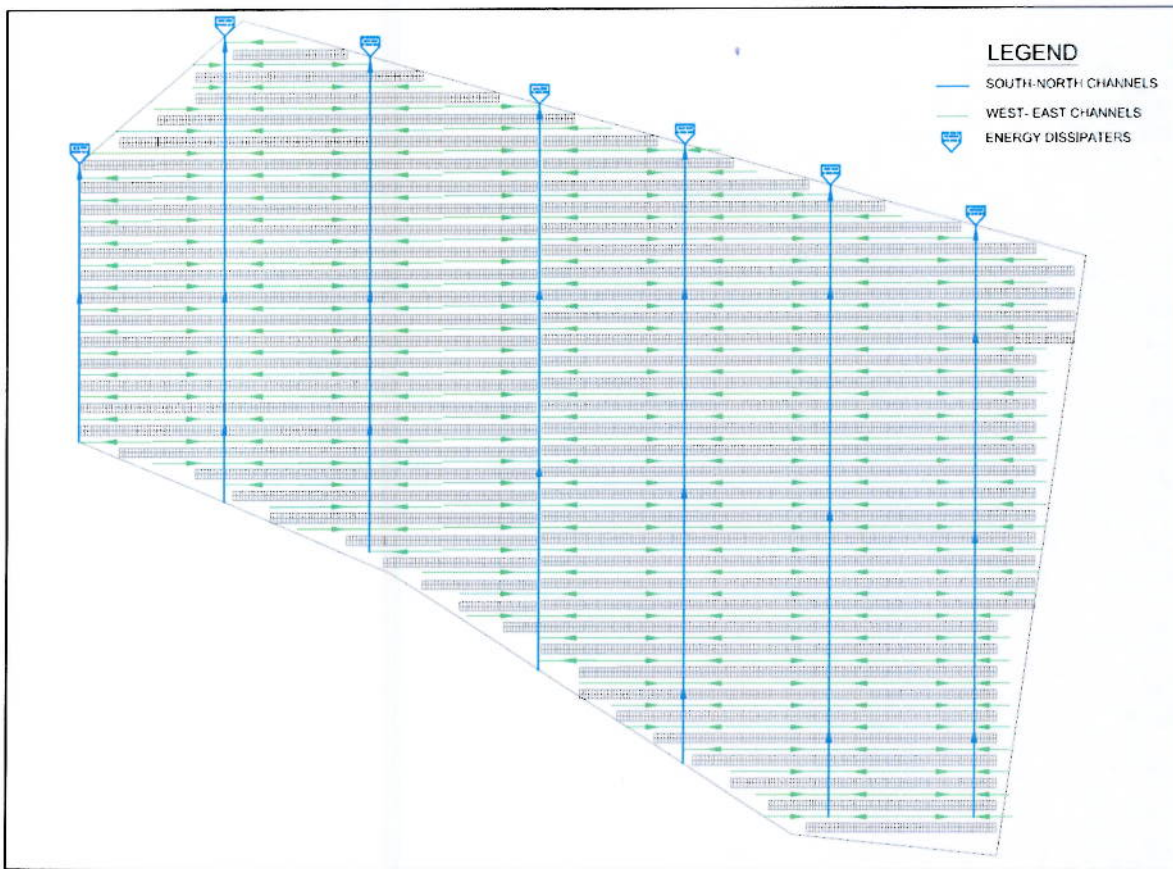 LEGEND
SOUTH-NORTH CHANNELS
WEST- EAST CHANNELS
ENERGY DISSIPATERS